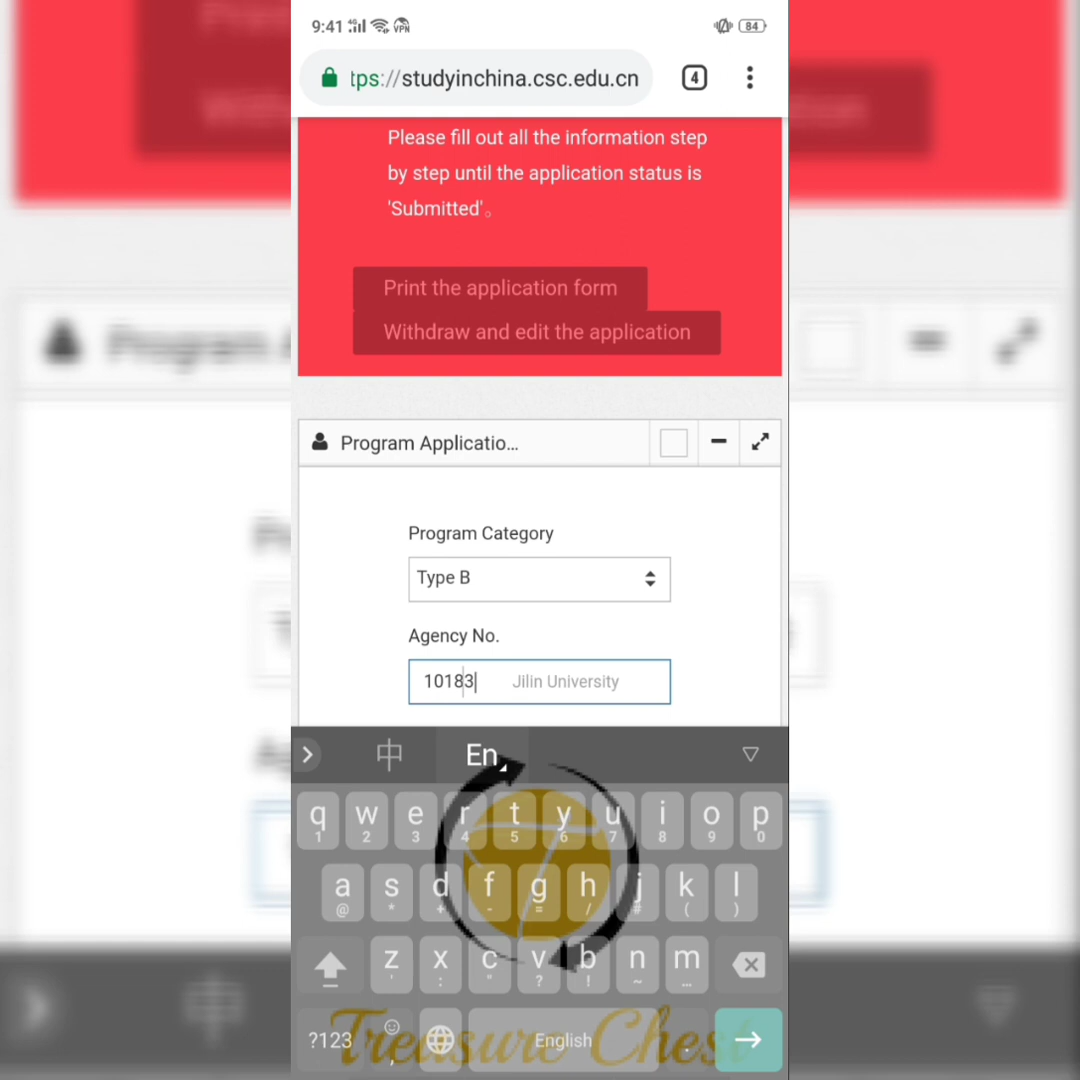 9:41 4G VPN 84
tps://studyinchina.csc.edu.cn 4
Please fill out all the information step
by step until the application status is
'Submitted'。
Print the application form
Withdraw and edit the application
Program Applicatio...
Program Category
Type B
Agency No.
10183 Jilin University
中 En
q w e r t y u i o p
1 2 3 4 5 6 7 8 9 0
a s d f g h j k l
@ * + - = / # ( )
z x c v b n m
' : " ? ! ~ ...
?123 , English .
Treasure Chest